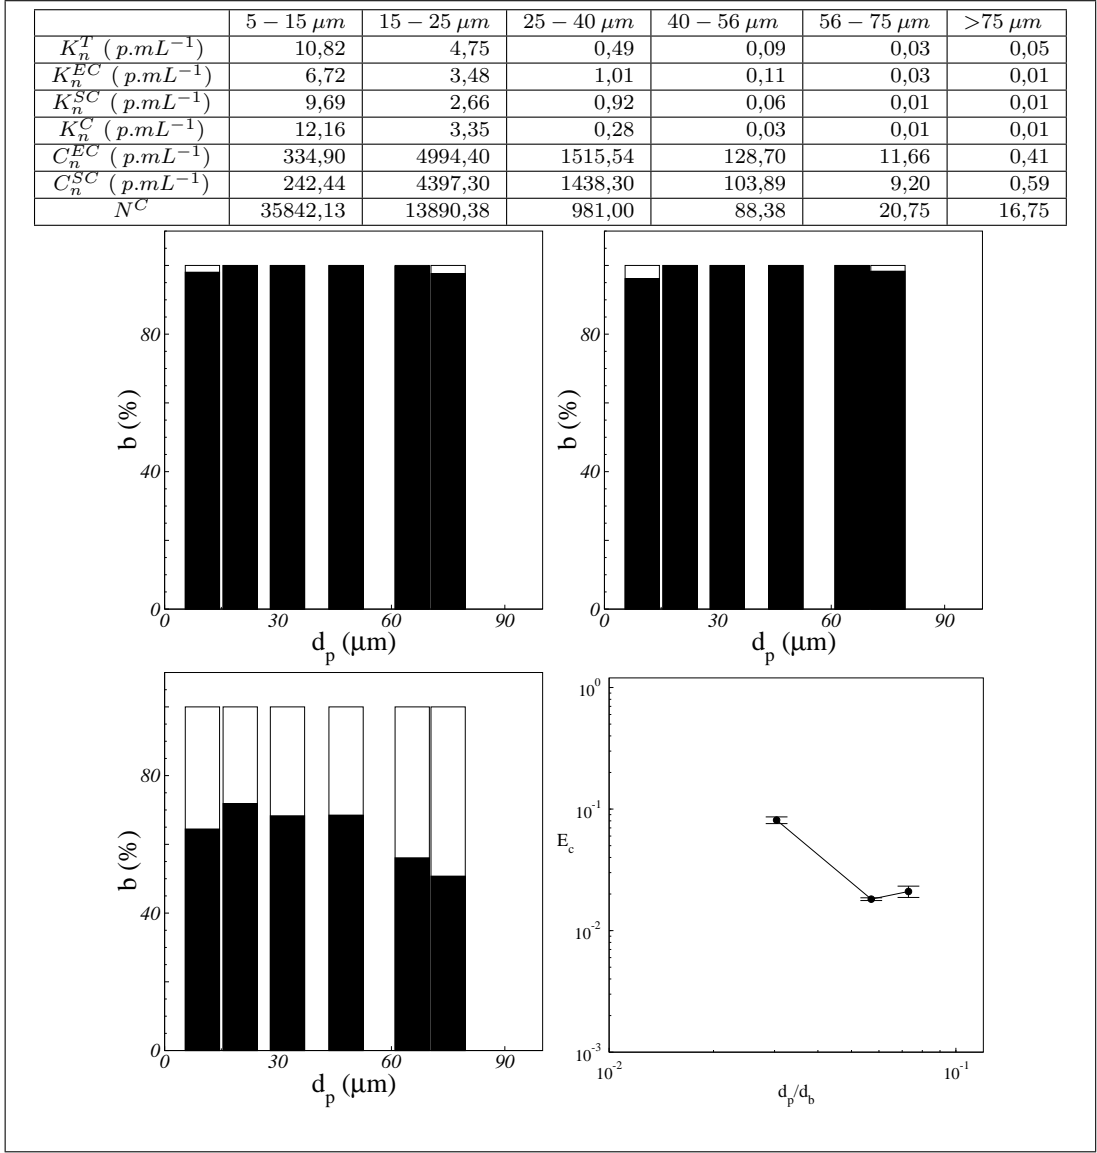 5 – 15 μm 15 – 25 μm 25 – 40 μm 40 – 56 μm 56 – 75 μm >75 μm
K_n^T ( p.mL^{−1}) 10,82 4,75 0,49 0,09 0,03 0,05
K_n^{EC} ( p.mL^{−1}) 6,72 3,48 1,01 0,11 0,03 0,01
K_n^{SC} ( p.mL^{−1}) 9,69 2,66 0,92 0,06 0,01 0,01
K_n^C ( p.mL^{−1}) 12,16 3,35 0,28 0,03 0,01 0,01
C_n^{EC} ( p.mL^{−1}) 334,90 4994,40 1515,54 128,70 11,66 0,41
C_n^{SC} ( p.mL^{−1}) 242,44 4397,30 1438,30 103,89 9,20 0,59
N^C 35842,13 13890,38 981,00 88,38 20,75 16,75
80
b (%)
40
0
0 30 60 90
d_p (μm)
80
b (%)
40
0
0 30 60 90
d_p (μm)
80
b (%)
40
0
0 30 60 90
d_p (μm)
10^0
10^{-1}
E_c
10^{-2}
10^{-3}
10^{-2} 10^{-1}
d_p/d_b